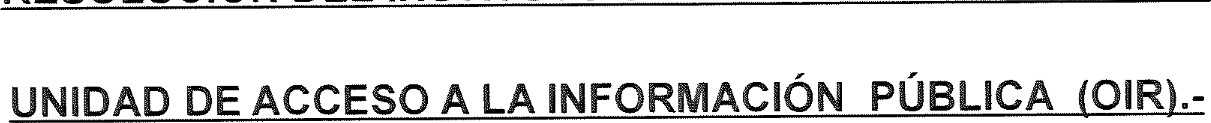 UNIDAD DE ACCESO A LA INFORMACIÓN PÚBLICA (OIR).-